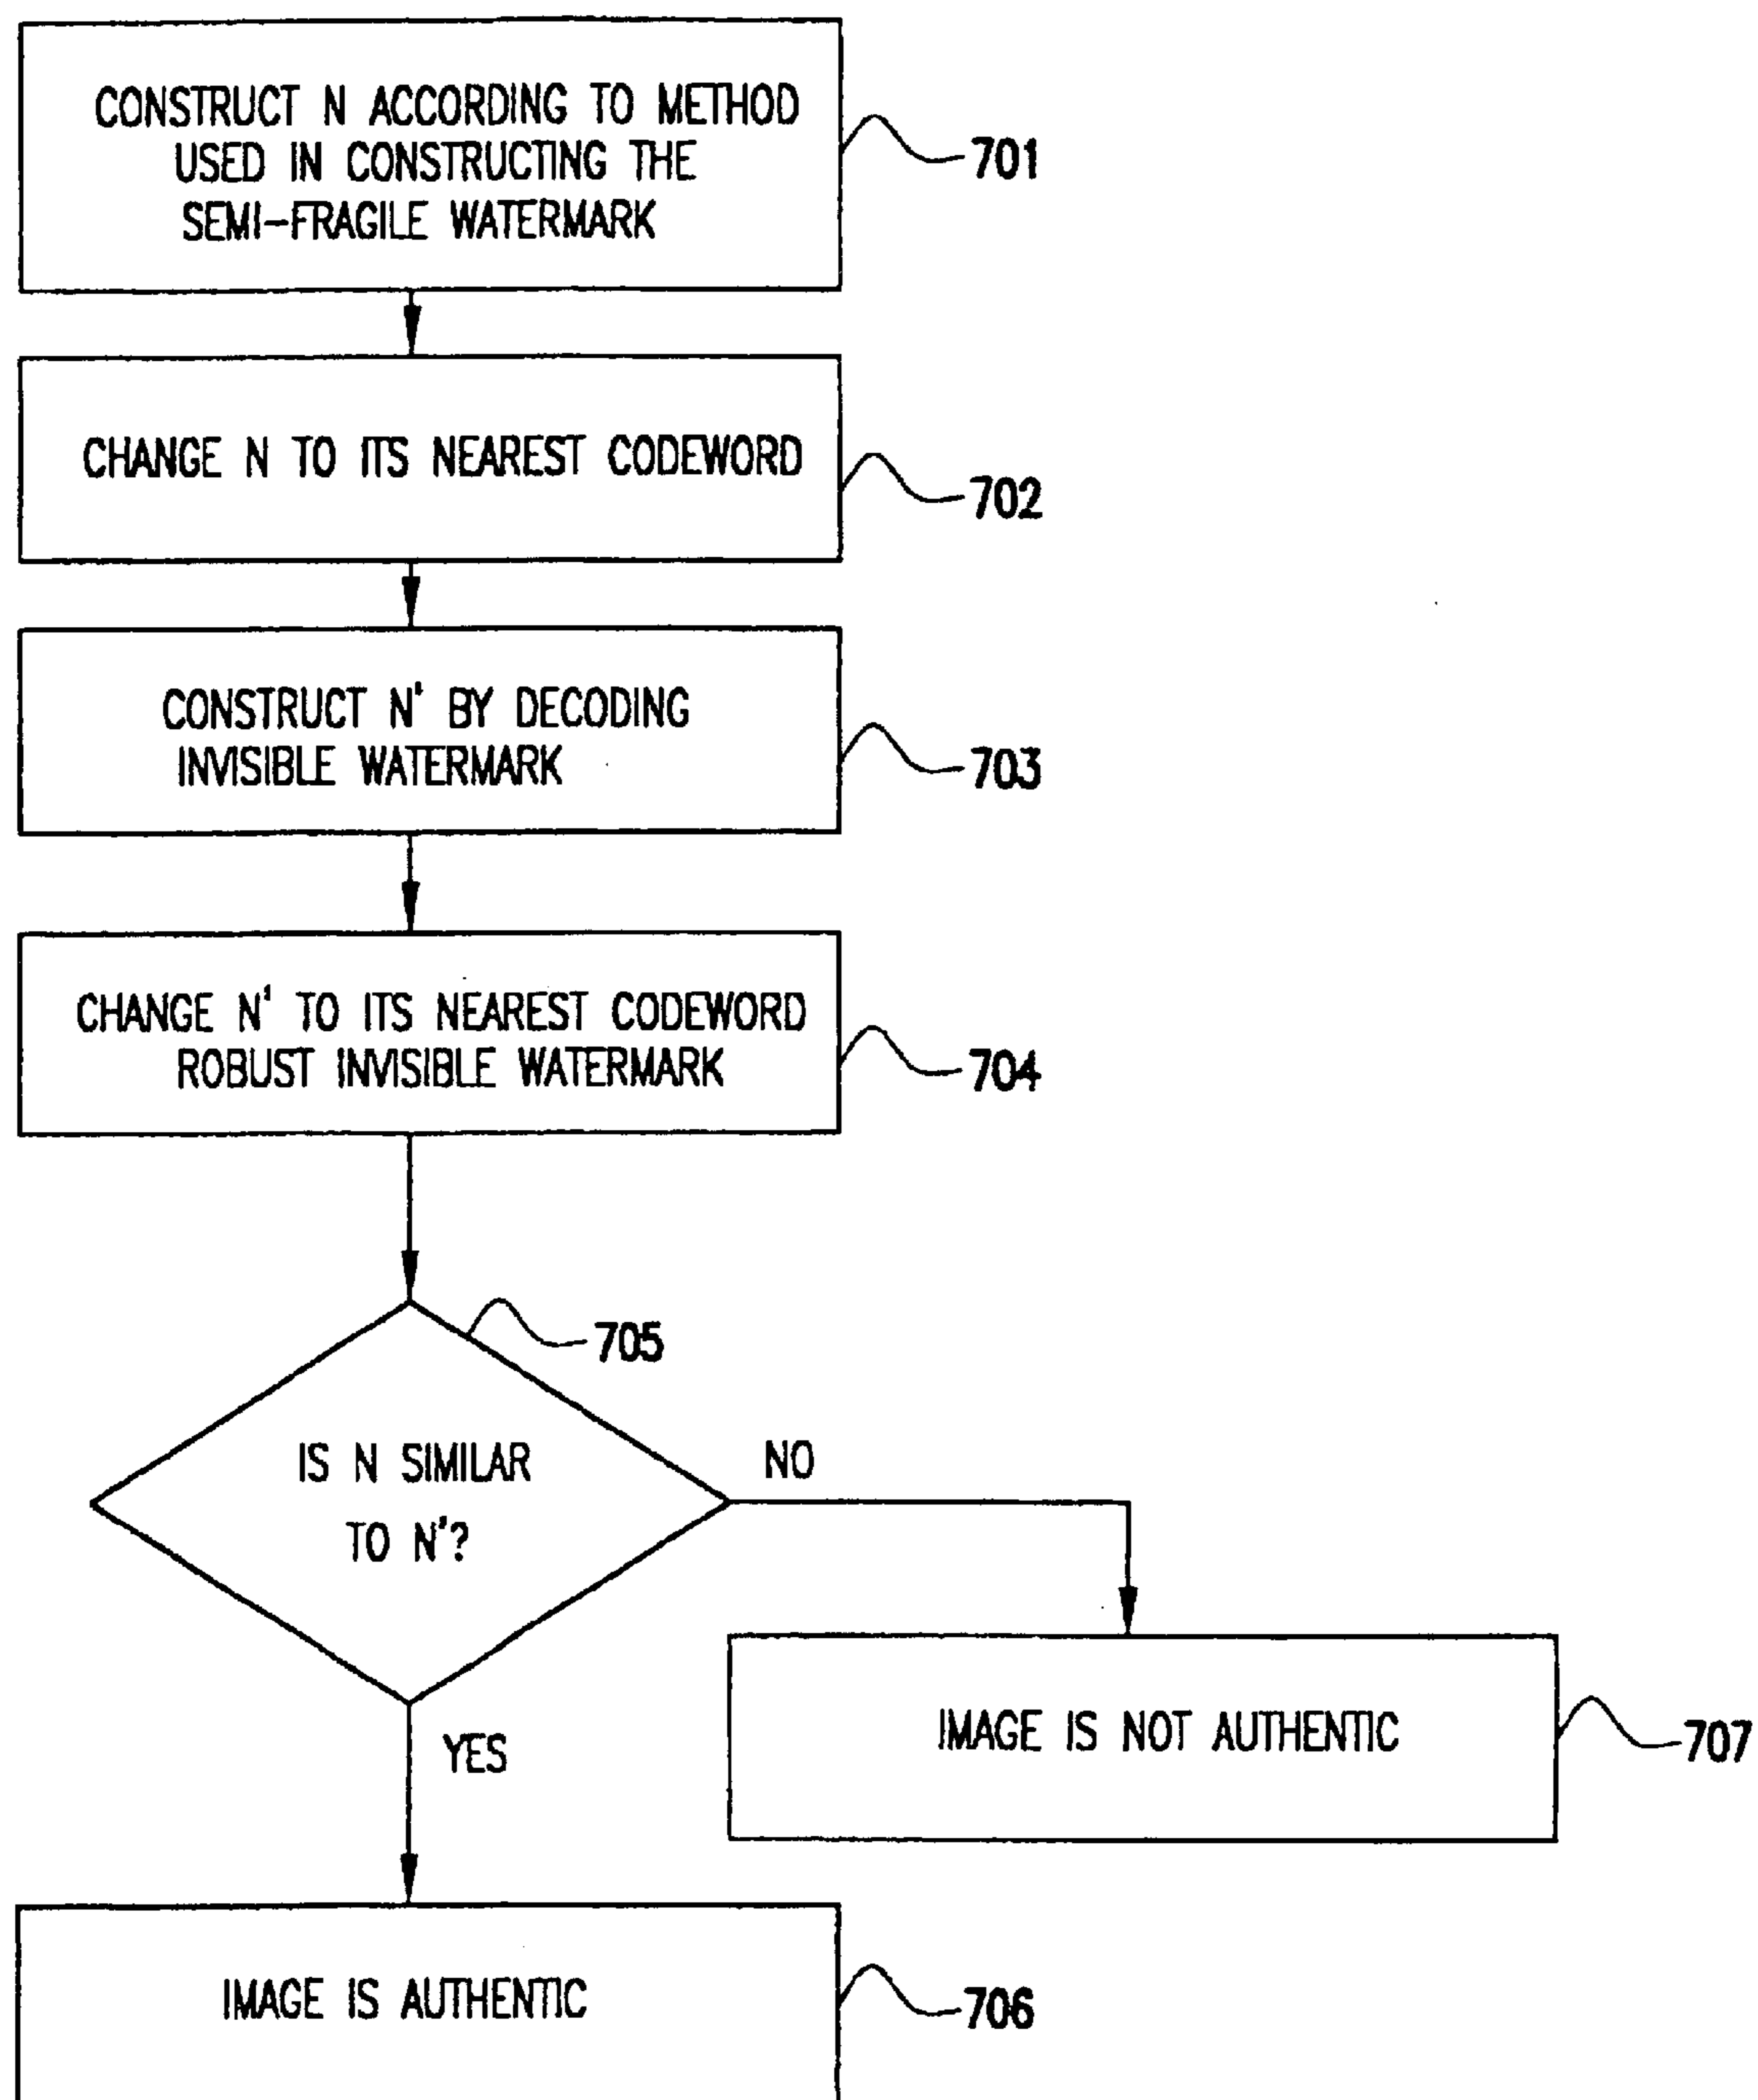 CONSTRUCT N ACCORDING TO METHOD
USED IN CONSTRUCTING THE
SEMI-FRAGILE WATERMARK
701
CHANGE N TO ITS NEAREST CODEWORD
702
CONSTRUCT N' BY DECODING
INVISIBLE WATERMARK
703
CHANGE N' TO ITS NEAREST CODEWORD
ROBUST INVISIBLE WATERMARK
704
705
IS N SIMILAR
TO N'?
NO
YES
IMAGE IS NOT AUTHENTIC
707
IMAGE IS AUTHENTIC
706